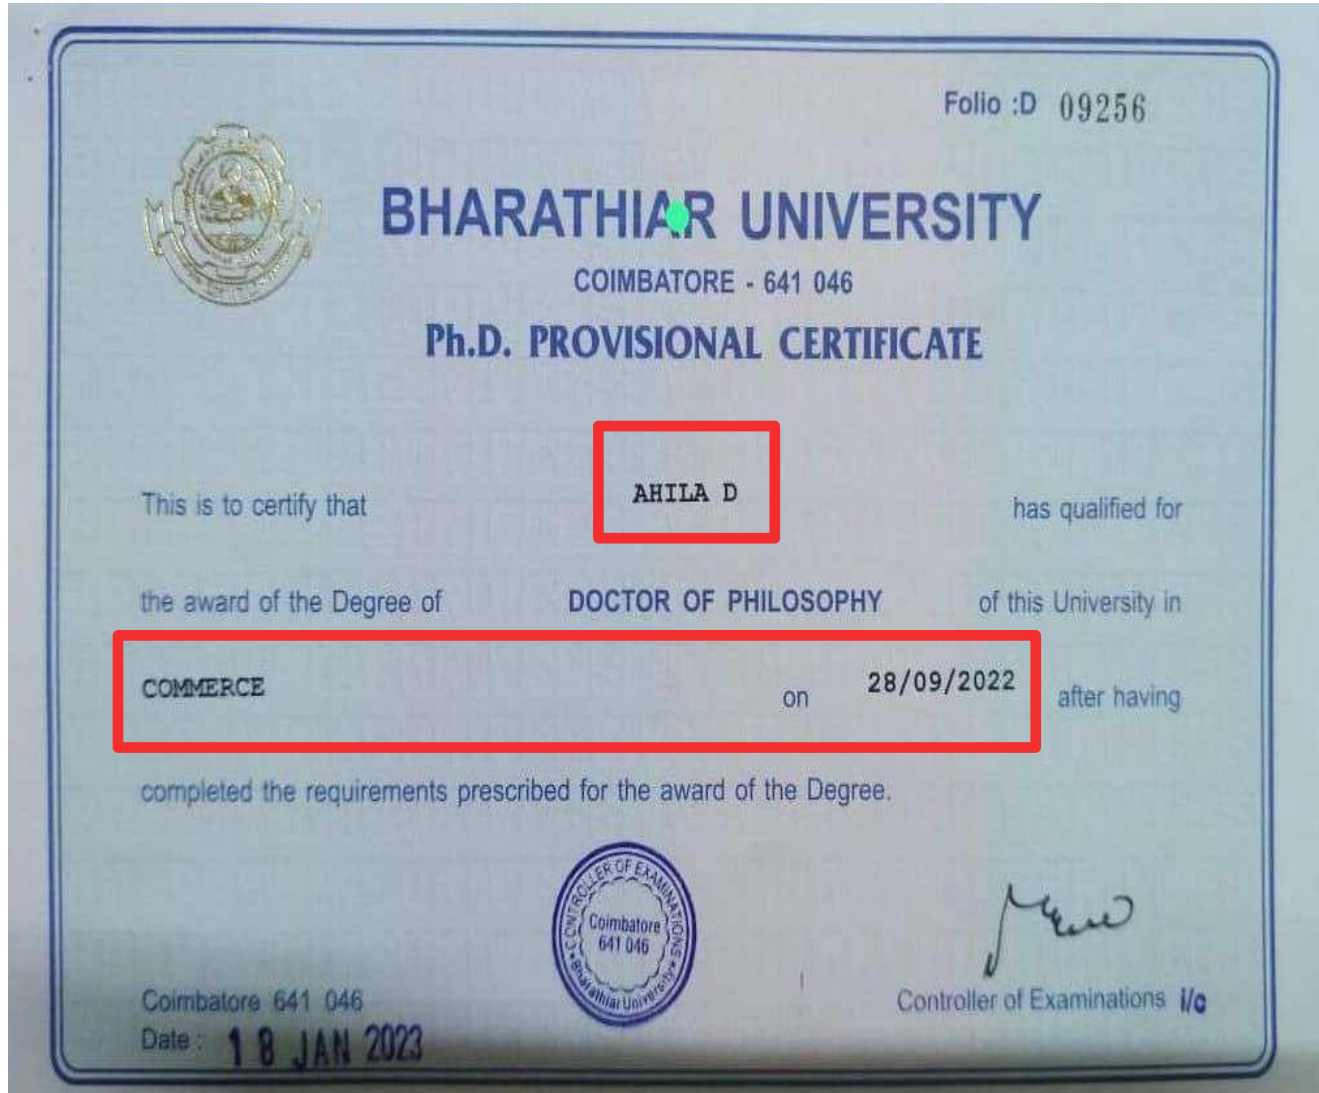 Folio :D 09256
BHARATHIAR UNIVERSITY
COIMBATORE - 641 046
Ph.D. PROVISIONAL CERTIFICATE
This is to certify that AHILA D has qualified for
the award of the Degree of DOCTOR OF PHILOSOPHY of this University in
COMMERCE on 28/09/2022 after having
completed the requirements prescribed for the award of the Degree.
CONTROLLER OF EXAMINATIONS
Coimbatore
641 046
Bharathiar University
Coimbatore 641 046
Controller of Examinations i/c
Date : 18 JAN 2023